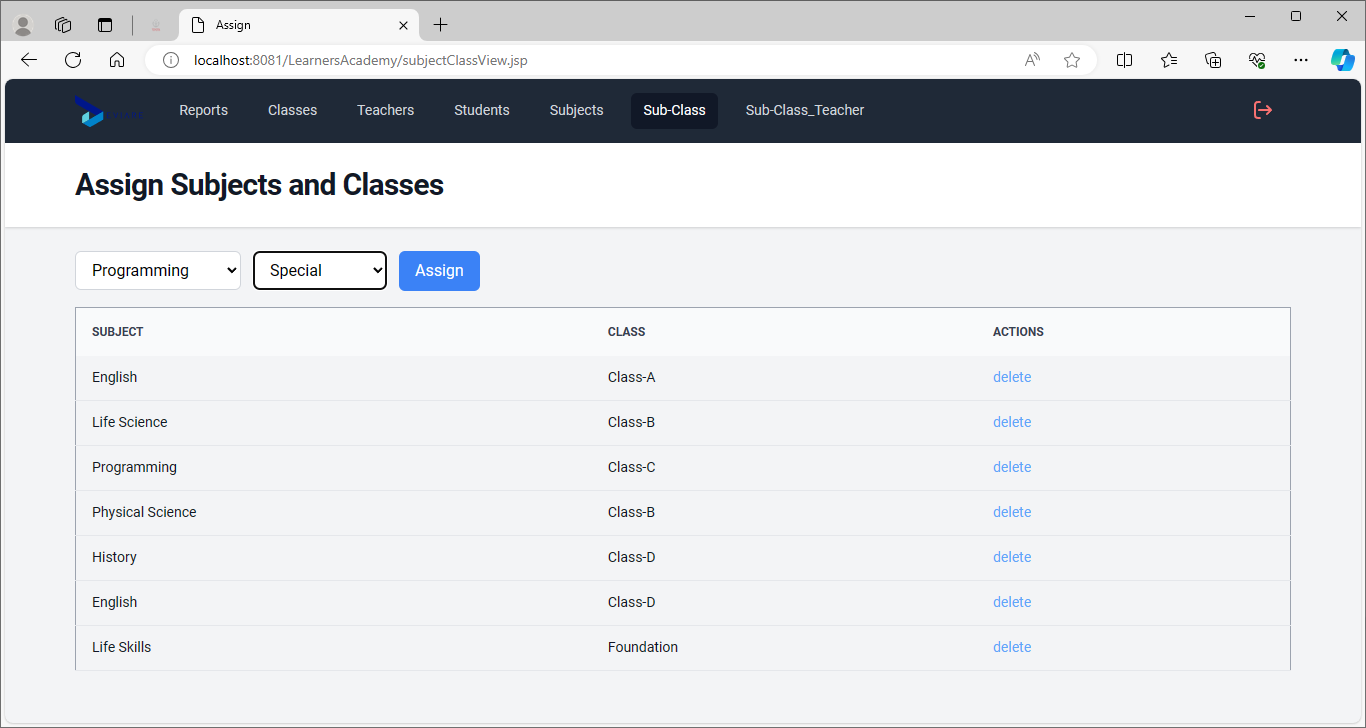 Assign
localhost:8081/LearnersAcademy/subjectClassView.jsp
Reports Classes Teachers Students Subjects Sub-Class Sub-Class_Teacher
Assign Subjects and Classes
Programming Special Assign
SUBJECT CLASS ACTIONS
English Class-A delete
Life Science Class-B delete
Programming Class-C delete
Physical Science Class-B delete
History Class-D delete
English Class-D delete
Life Skills Foundation delete